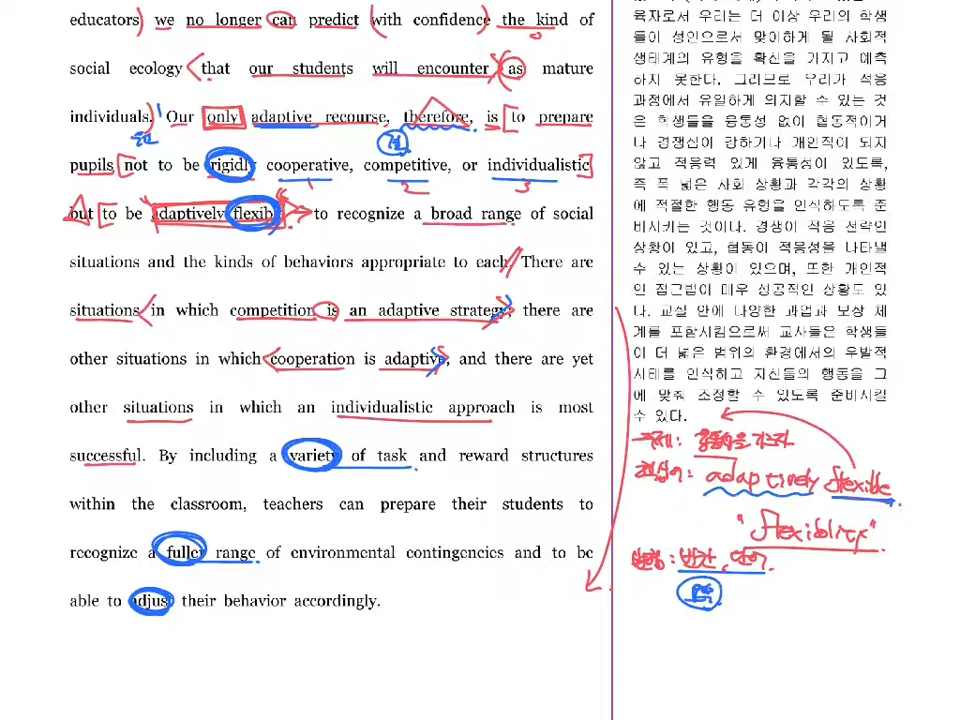 educators) we no longer can predict (with confidence) the kind of
social ecology that our students will encounter as mature
individuals. Our only adaptive recourse, therefore, is to prepare
pupils not to be rigidly cooperative, competitive, or individualistic
but to be adaptively flexible to recognize a broad range of social
situations and the kinds of behaviors appropriate to each. There are
situations in which competition is an adaptive strategy, there are
other situations in which cooperation is adaptive, and there are yet
other situations in which an individualistic approach is most
successful. By including a variety of task and reward structures
within the classroom, teachers can prepare their students to
recognize a fuller range of environmental contingencies and to be
able to adjust their behavior accordingly.
1 2 3
육자로서 우리는 더 이상 우리의 학생
들이 성인으로서 맞이하게 될 사회적
생태계의 유형을 확신을 가지고 예측
하지 못한다. 그러므로 우리가 적응
과정에서 유일하게 의지할 수 있는 것
은 학생들을 융통성 없이 협동적이거
나 경쟁심이 강하거나 개인적이 되지
않고 적응력 있게 융통성이 있도록,
즉 폭 넓은 사회 상황과 각각의 상황
에 적절한 행동 유형을 인식하도록 준
비시키는 것이다. 경쟁이 적응 전략인
상황이 있고, 협동이 적응성을 나타낼
수 있는 상황이 있으며, 또한 개인적
인 접근법이 매우 성공적인 상황도 있
다. 교실 안에 다양한 과업과 보상 체
계를 포함시킴으로써 교사들은 학생들
이 더 넓은 범위의 환경에서의 우발적
사태를 인식하고 자신들의 행동을 그
에 맞춰 조정할 수 있도록 준비시킬
수 있다.
주제: 융통성을 기르자
핵심어: adaptively flexible
"flexiblity"
빈칸, 단어